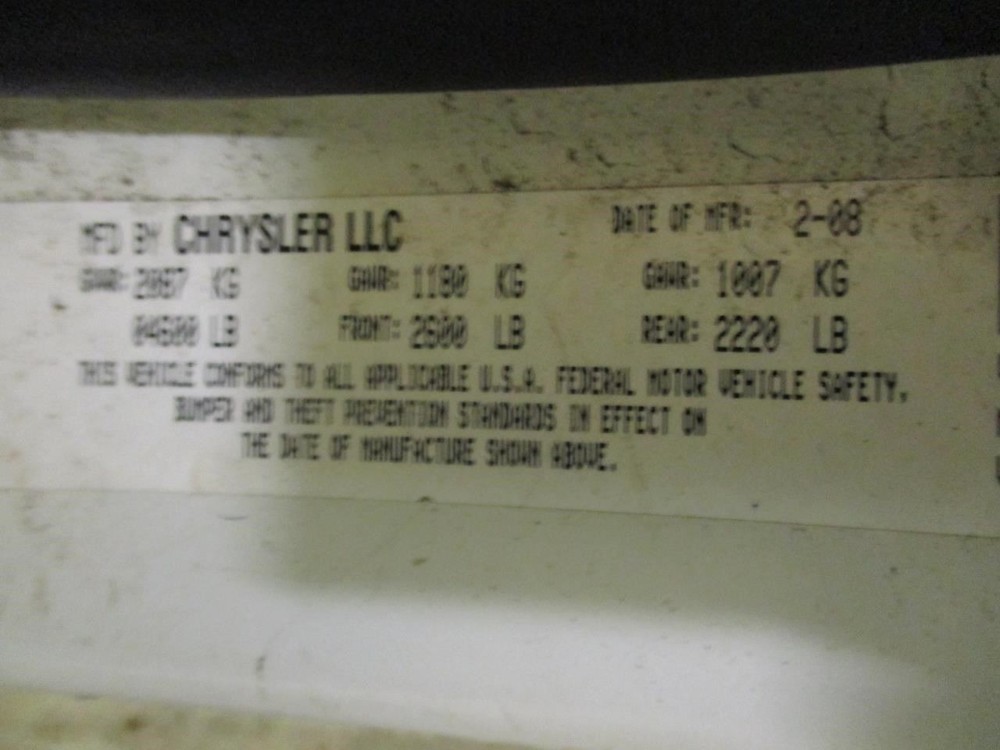 MFD BY CHRYSLER LLC DATE OF MFR: 2-08
GVWR: 2087 KG GAWR: 1180 KG GAWR: 1007 KG
04600 LB FRONT: 2600 LB REAR: 2220 LB
THIS VEHICLE CONFORMS TO ALL APPLICABLE U.S.A. FEDERAL MOTOR VEHICLE SAFETY,
BUMPER AND THEFT PREVENTION STANDARDS IN EFFECT ON
THE DATE OF MANUFACTURE SHOWN ABOVE.